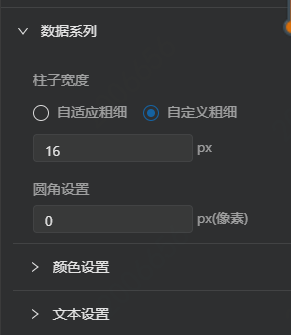 数据系列
柱子宽度
自适应粗细 自定义粗细
16 px
圆角设置
0 px(像素)
颜色设置
文本设置